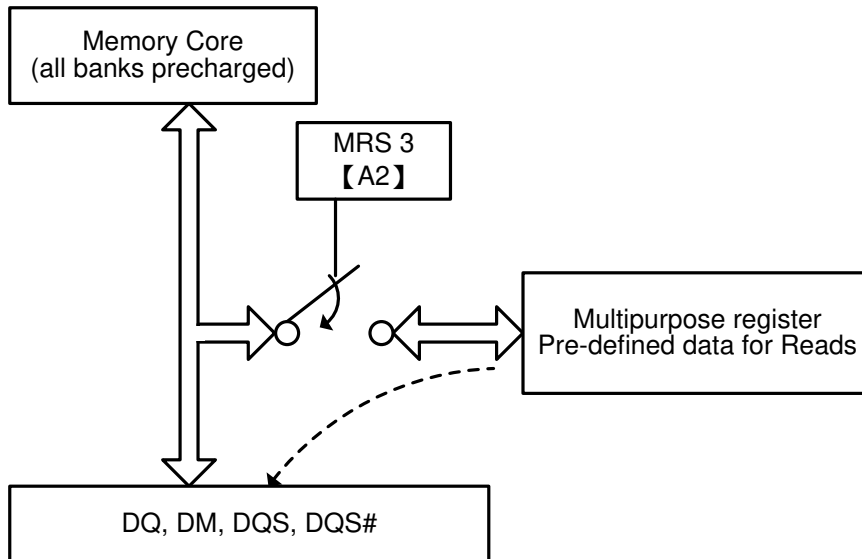 Memory Core
(all banks precharged)
MRS 3
【A2】
Multipurpose register
Pre-defined data for Reads
DQ, DM, DQS, DQS#